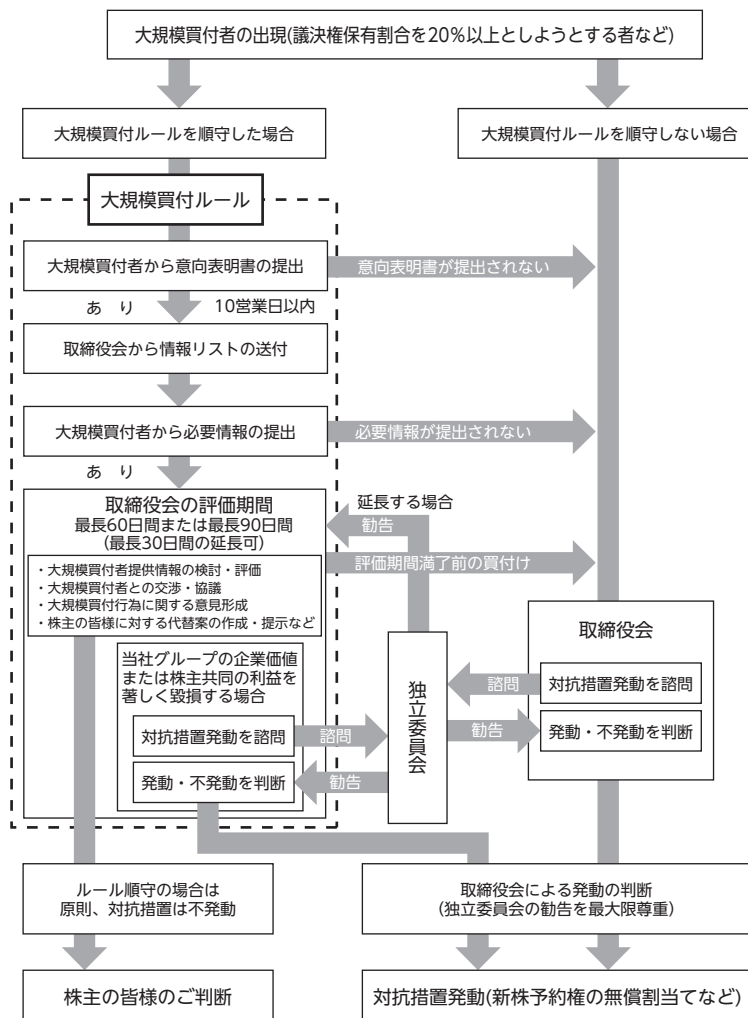 大規模買付者の出現(議決権保有割合を20%以上としようとする者など)
大規模買付ルールを順守した場合
大規模買付ルールを順守しない場合
大規模買付ルール
大規模買付者から意向表明書の提出
意向表明書が提出されない
あ り
10営業日以内
取締役会から情報リストの送付
大規模買付者から必要情報の提出
必要情報が提出されない
あ り
取締役会の評価期間
最長60日間または最長90日間
(最長30日間の延長可)
延長する場合
勧告
評価期間満了前の買付け
・大規模買付者提供情報の検討・評価
・大規模買付者との交渉・協議
・大規模買付行為に関する意見形成
・株主の皆様に対する代替案の作成・提示など
当社グループの企業価値
または株主共同の利益を
著しく毀損する場合
対抗措置発動を諮問
諮問
発動・不発動を判断
勧告
独立委員会
取締役会
諮問
対抗措置発動を諮問
勧告
発動・不発動を判断
ルール順守の場合は
原則、対抗措置は不発動
取締役会による発動の判断
(独立委員会の勧告を最大限尊重)
株主の皆様のご判断
対抗措置発動(新株予約権の無償割当てなど)